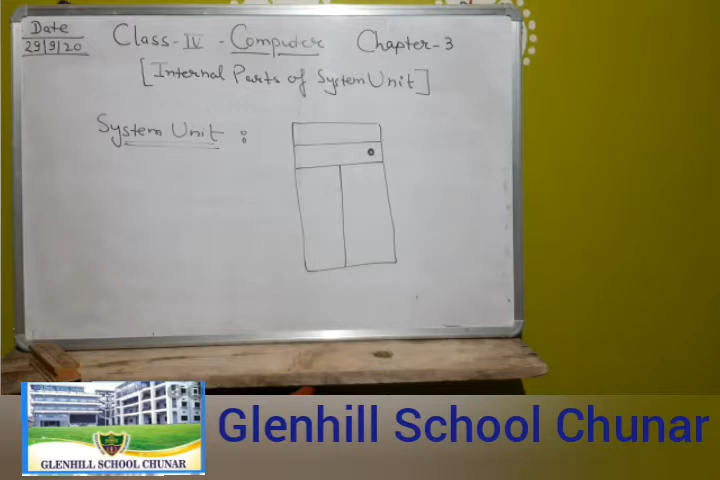 Date
29/9/20
Class-IV - Computer Chapter-3
[Internal Parts of System Unit]
System Unit :
GLENHILL SCHOOL CHUNAR
Glenhill School Chunar